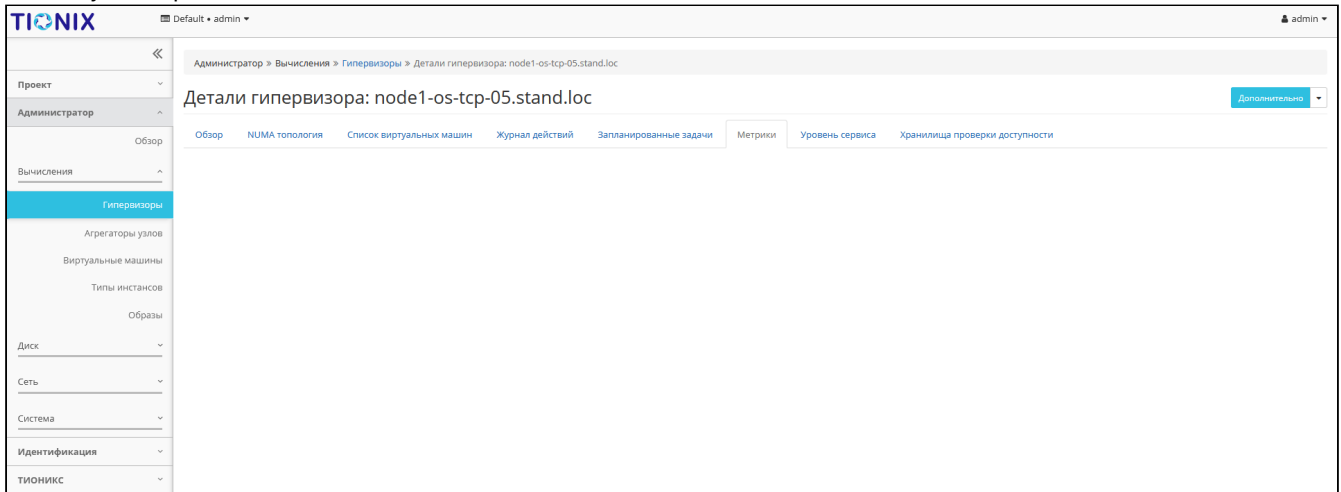 TIONIX
Default • admin
admin
Администратор » Вычисления » Гипервизоры » Детали гипервизора: node1-os-tcp-05.stand.loc
Проект
Администратор
Обзор
Вычисления
Гипервизоры
Агрегаторы узлов
Виртуальные машины
Типы инстансов
Образы
Диск
Сеть
Система
Идентификация
ТИОНИКС
Детали гипервизора: node1-os-tcp-05.stand.loc
Дополнительно
Обзор NUMA топология Список виртуальных машин Журнал действий Запланированные задачи Метрики Уровень сервиса Хранилища проверки доступности